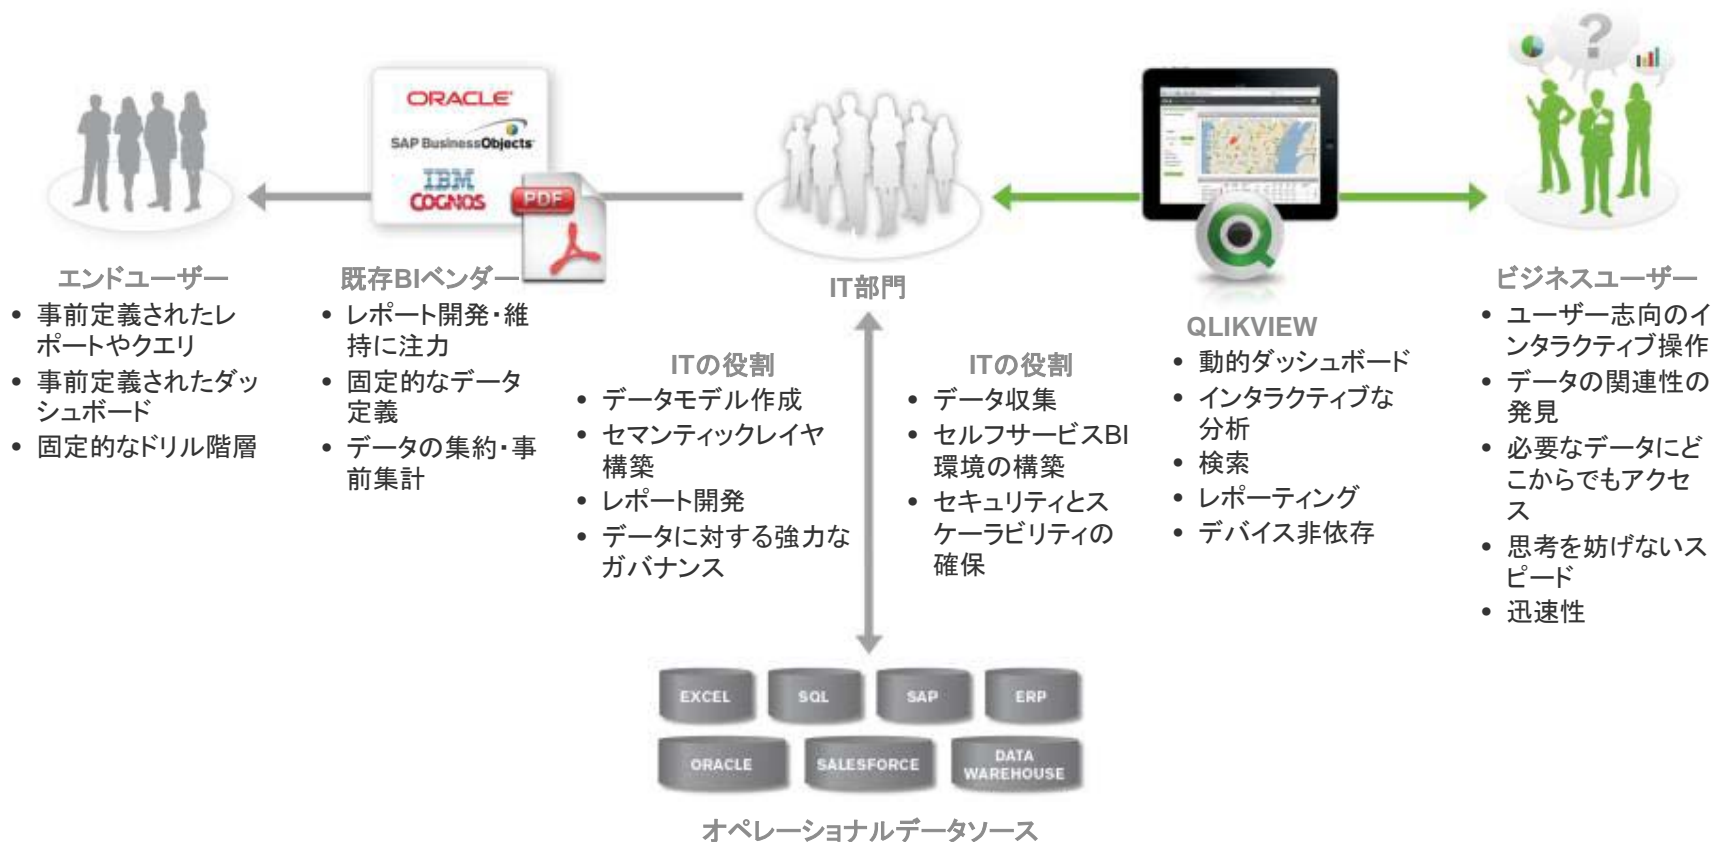 ORACLE
SAP BusinessObjects
IBM
COGNOS
PDF
?
エンドユーザー
• 事前定義されたレ
ポートやクエリ
• 事前定義されたダッ
シュボード
• 固定的なドリル階層
既存BIベンダー
• レポート開発・維
持に注力
• 固定的なデータ
定義
• データの集約・事
前集計
IT部門
ITの役割
• データモデル作成
• セマンティックレイヤ
構築
• レポート開発
• データに対する強力な
ガバナンス
ITの役割
• データ収集
• セルフサービスBI
環境の構築
• セキュリティとス
ケーラビリティの
確保
QLIKVIEW
• 動的ダッシュボード
• インタラクティブな
分析
• 検索
• レポーティング
• デバイス非依存
ビジネスユーザー
• ユーザー志向のイ
ンタラクティブ操作
• データの関連性の
発見
• 必要なデータにど
こからでもアクセ
ス
• 思考を妨げないス
ピード
• 迅速性
EXCEL
SQL
SAP
ERP
ORACLE
SALESFORCE
DATA
WAREHOUSE
オペレーショナルデータソース